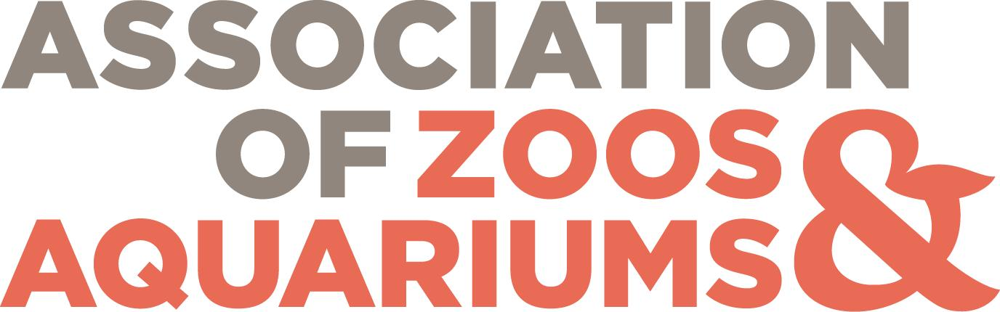 ASSOCIATION
OF ZOOS &
AQUARIUMS